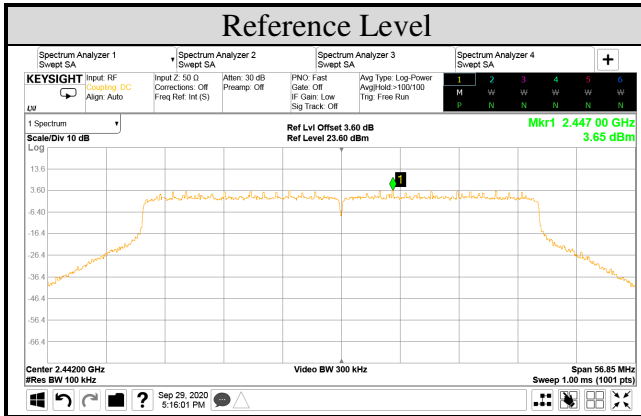 Reference Level
Spectrum Analyzer 1
Swept SA
Spectrum Analyzer 2
Swept SA
Spectrum Analyzer 3
Swept SA
Spectrum Analyzer 4
Swept SA
+
KEYSIGHT
Input: RF
Coupling: DC
Align: Auto
Input Z: 50 Ω
Corrections: Off
Freq Ref: Int (S)
Atten: 30 dB
Preamp: Off
PNO: Fast
Gate: Off
IF Gain: Low
Sig Track: Off
Avg Type: Log-Power
Avg|Hold:>100/100
Trig: Free Run
1 2 3 4 5 6
M W W W W W
P N N N N N
LXI
1 Spectrum
Scale/Div 10 dB
Ref Lvl Offset 3.60 dB
Ref Level 23.60 dBm
Mkr1 2.447 00 GHz
3.65 dBm
Log
13.6
3.60
-6.40
-16.4
-26.4
-36.4
-46.4
-56.4
-66.4
1
Center 2.44200 GHz
#Res BW 100 kHz
Video BW 300 kHz
Span 56.85 MHz
Sweep 1.00 ms (1001 pts)
?
Sep 29, 2020
5:16:01 PM